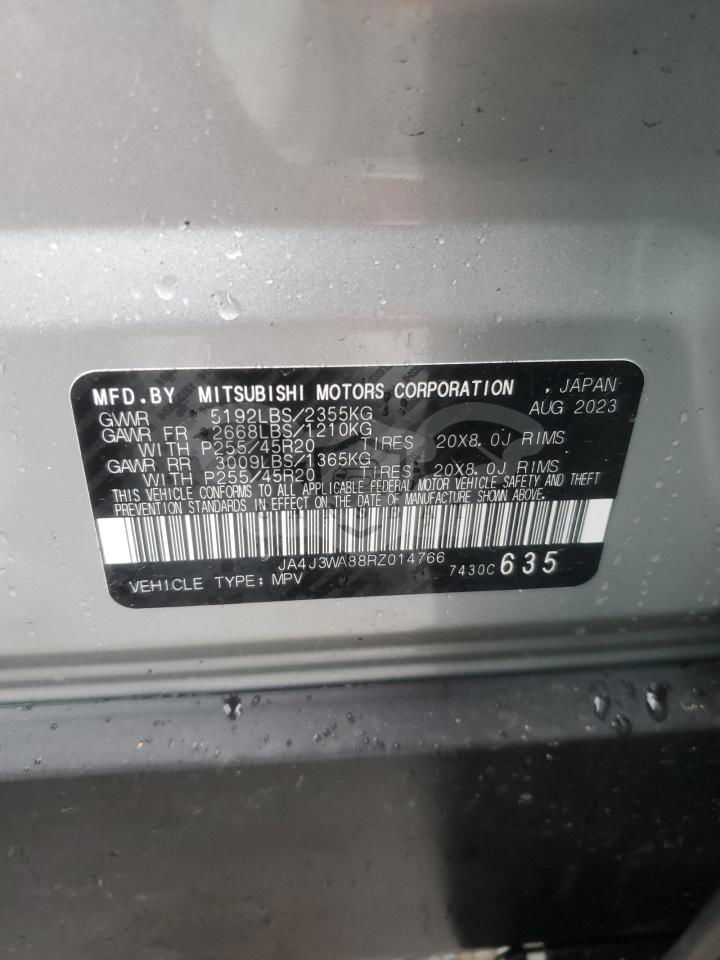 MFD.BY MITSUBISHI MOTORS CORPORATION . JAPAN
GVWR 5192LBS/2355KG AUG 2023
GAWR FR 2668LBS/1210KG
WITH P255/45R20 TIRES 20X8.0J RIMS
GAWR RR 3009LBS/1365KG
WITH P255/45R20 TIRES 20X8.0J RIMS
THIS VEHICLE CONFORMS TO ALL APPLICABLE FEDERAL MOTOR VEHICLE SAFETY AND THEFT
PREVENTION STANDARDS IN EFFECT ON THE DATE OF MANUFACTURE SHOWN ABOVE.
JA4J3WA88RZ014766
VEHICLE TYPE: MPV 7430C 635